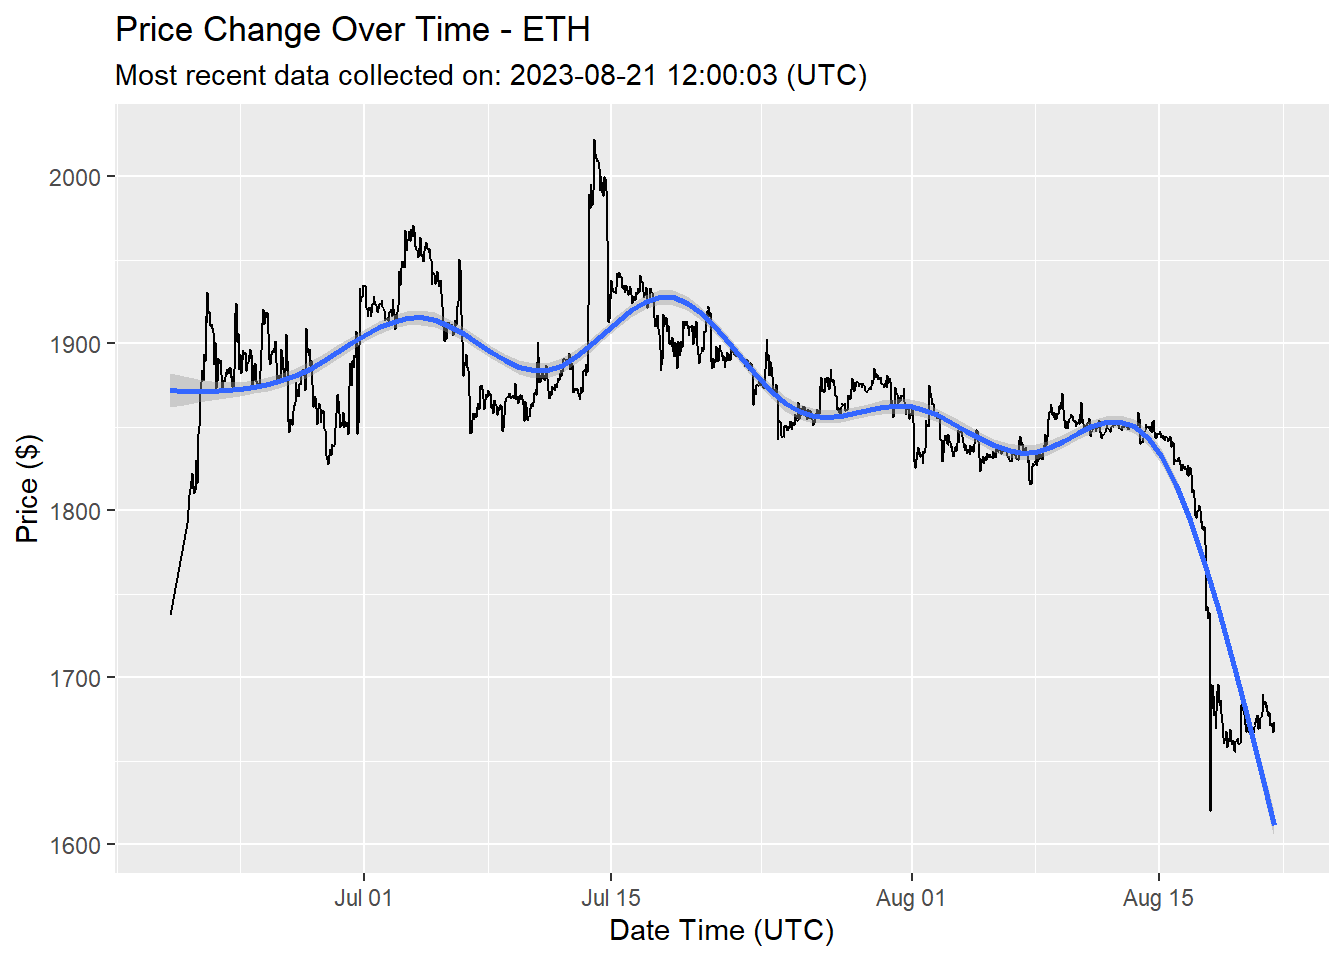 Price Change Over Time - ETH
Most recent data collected on: 2023-08-21 12:00:03 (UTC)
Price ($)
2000
1900
1800
1700
1600
Jul 01
Jul 15
Aug 01
Aug 15
Date Time (UTC)